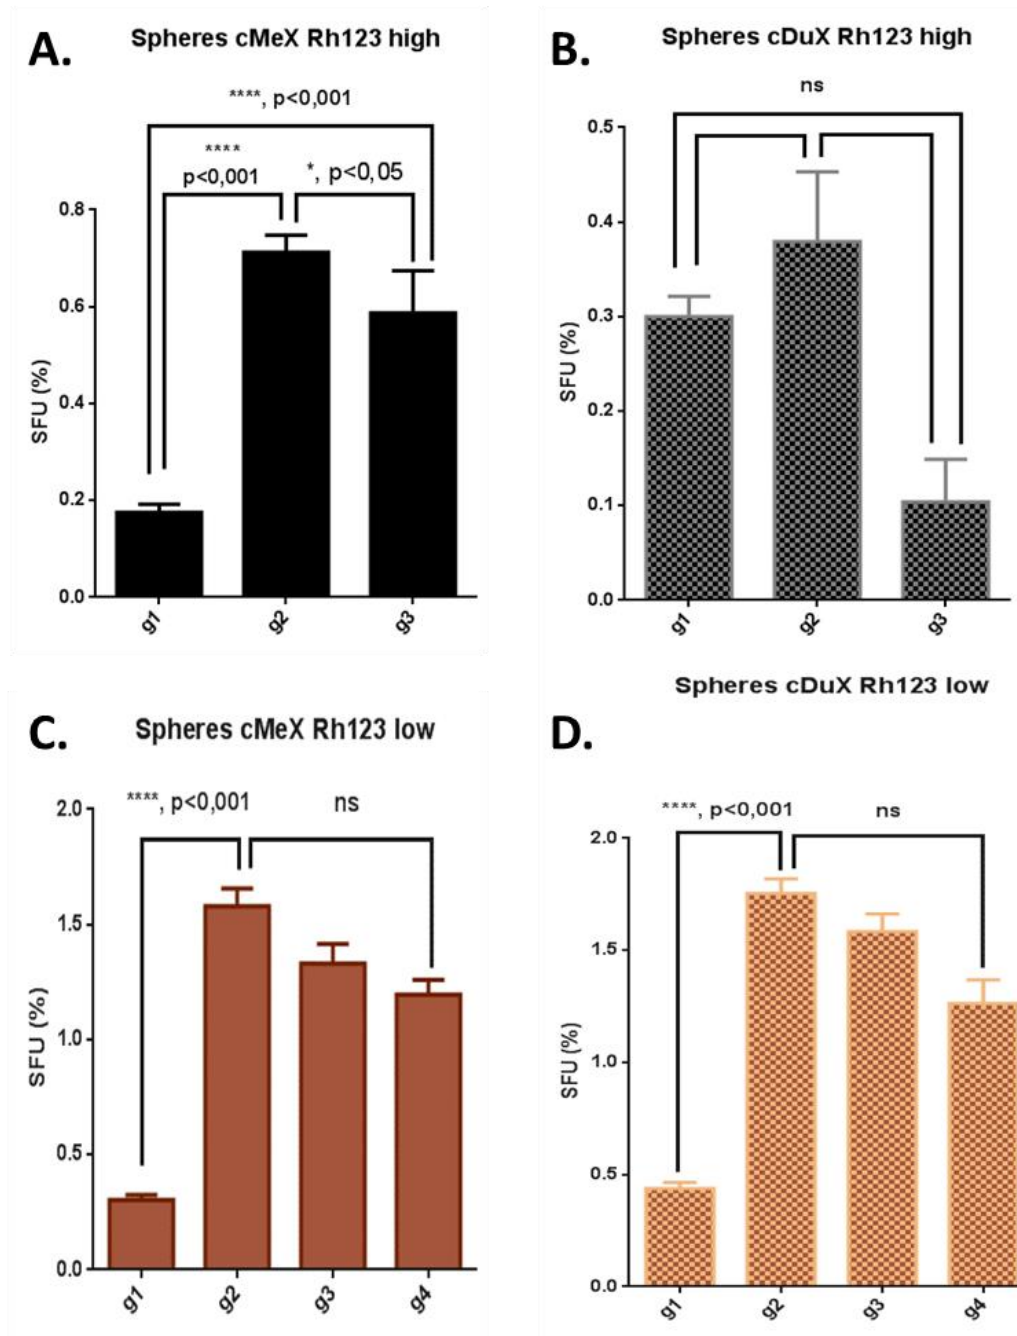 A.
Spheres cMeX Rh123 high
****, p<0,001
****
p<0,001
*, p<0,05
SFU (%)
0.8
0.6
0.4
0.2
0.0
g1
g2
g3
B.
Spheres cDuX Rh123 high
ns
SFU (%)
0.5
0.4
0.3
0.2
0.1
0.0
g1
g2
g3
C.
Spheres cMeX Rh123 low
****, p<0,001
ns
SFU (%)
2.0
1.5
1.0
0.5
0.0
g1
g2
g3
g4
D.
Spheres cDuX Rh123 low
****, p<0,001
ns
SFU (%)
2.0
1.5
1.0
0.5
0.0
g1
g2
g3
g4